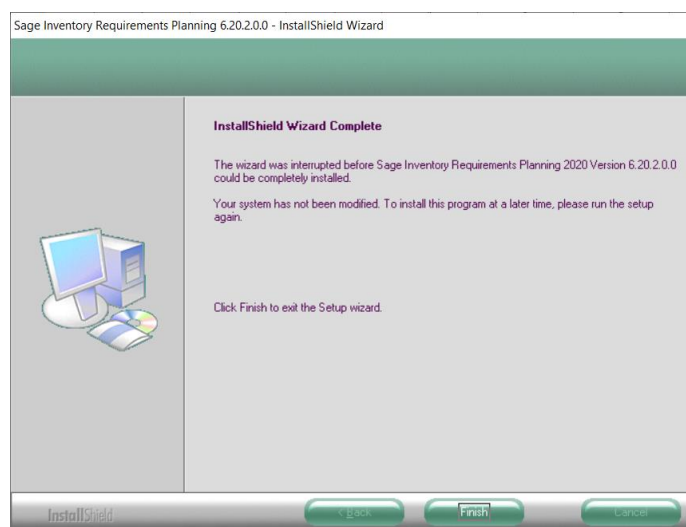 Sage Inventory Requirements Planning 6.20.2.0.0 - InstallShield Wizard
InstallShield Wizard Complete
The wizard was interrupted before Sage Inventory Requirements Planning 2020 Version 6.20.2.0.0
could be completely installed.
Your system has not been modified. To install this program at a later time, please run the setup
again.
Click Finish to exit the Setup wizard.
InstallShield
< Back
Finish
Cancel